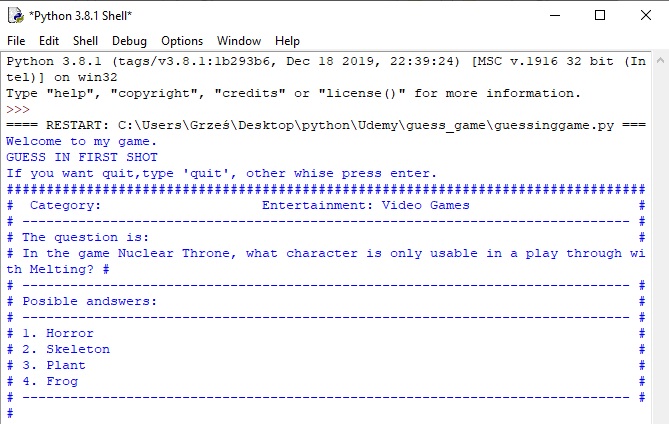 *Python 3.8.1 Shell*
File Edit Shell Debug Options Window Help
Python 3.8.1 (tags/v3.8.1:1b293b6, Dec 18 2019, 22:39:24) [MSC v.1916 32 bit (In
tel)] on win32
Type "help", "copyright", "credits" or "license()" for more information.
>>>
==== RESTART: C:\Users\Grześ\Desktop\python\Udemy\guess_game\guessinggame.py ===
Welcome to my game.
GUESS IN FIRST SHOT
If you want quit,type 'quit', other whise press enter.
################################################################################
#  Category:                    Entertainment: Video Games                     #
# ---------------------------------------------------------------------------- #
# The question is:                                                             #
# In the game Nuclear Throne, what character is only usable in a play through wi
th Melting? #
# ---------------------------------------------------------------------------- #
# Posible andswers:                                                            #
# ---------------------------------------------------------------------------- #
# 1. Horror                                                                    #
# 2. Skeleton                                                                  #
# 3. Plant                                                                     #
# 4. Frog                                                                      #
# ---------------------------------------------------------------------------- #
#